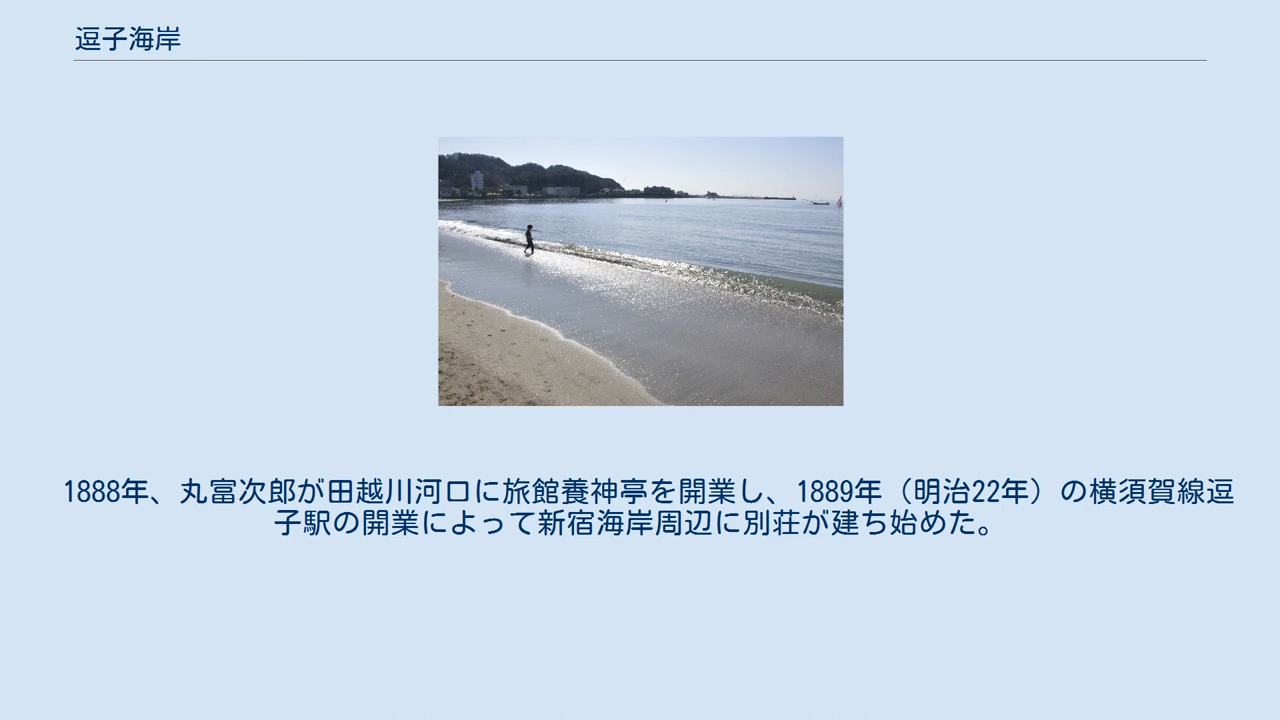 逗子海岸
1888年、丸富次郎が田越川河口に旅館養神亭を開業し、1889年（明治22年）の横須賀線逗
子駅の開業によって新宿海岸周辺に別荘が建ち始めた。